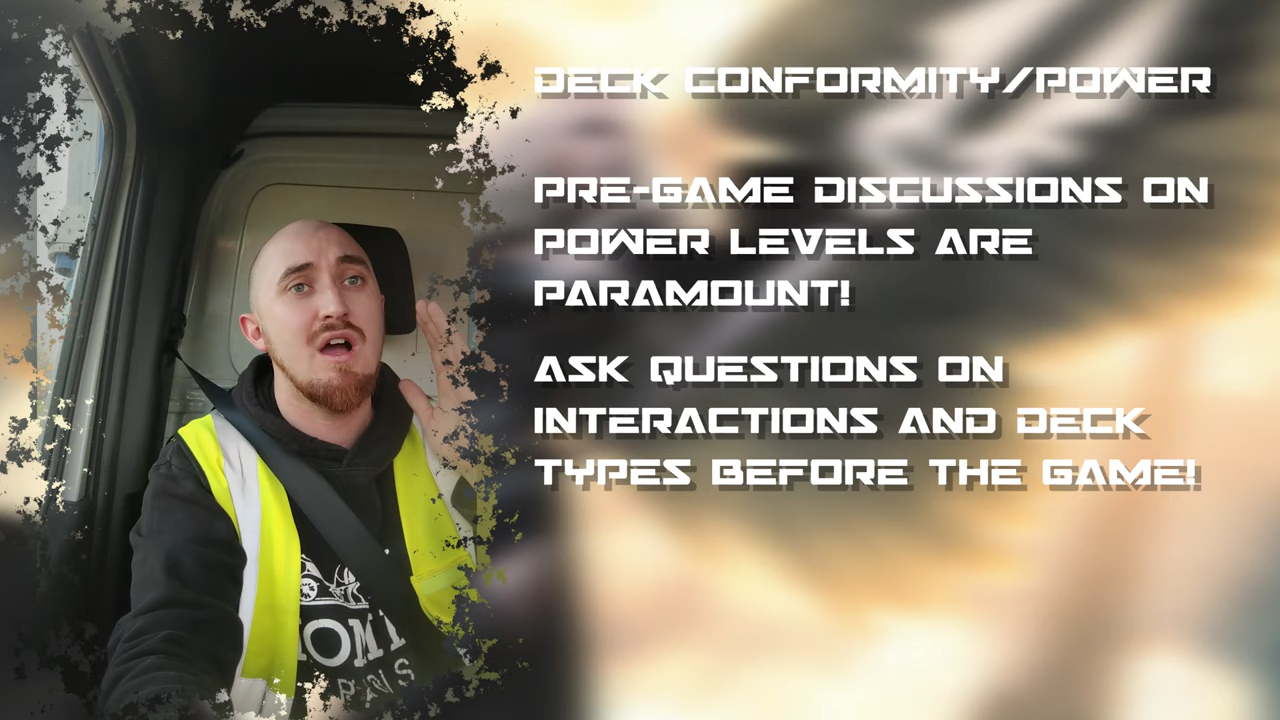 DECK CONFORMITY/POWER
PRE-GAME DISCUSSIONS ON
POWER LEVELS ARE
PARAMOUNT!
ASK QUESTIONS ON
INTERACTIONS AND DECK
TYPES BEFORE THE GAME!